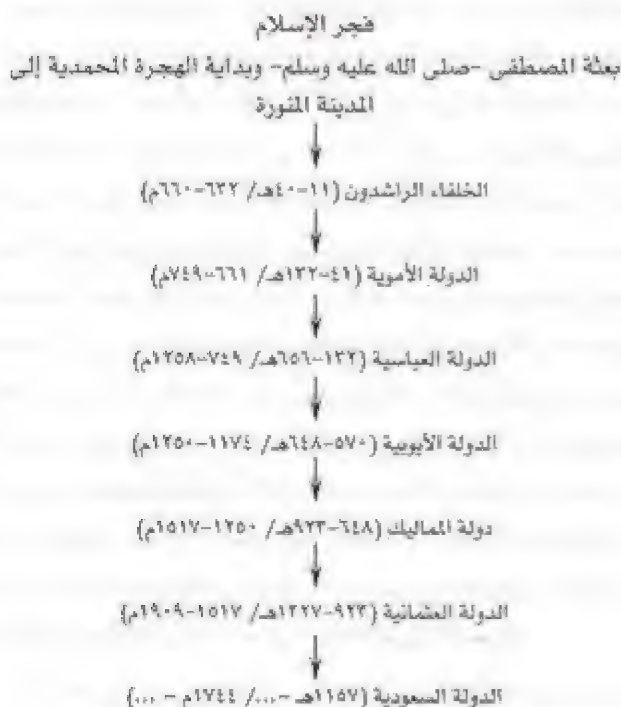 فجر الإسلام
بعثة المصطفى -صلى الله عليه وسلم- وبداية الهجرة المحمدية إلى
المدينة المنورة
الخلفاء الراشدون (١١-٤٠هـ/ ٦٣٢-٦٦٠م)
الدولة الأموية (٤١-١٣٢هـ/ ٦٦١-٧٤٩م)
الدولة العباسية (١٣٢-٦٥٦هـ/ ٧٤٩-١٢٥٨م)
الدولة الأيوبية (٥٧٠-٦٤٨هـ/ ١١٧٤-١٢٥٠م)
دولة المماليك (٦٤٨-٩٢٣هـ/ ١٢٥٠-١٥١٧م)
الدولة العثمانية (٩٢٣-١٣٢٧هـ/ ١٥١٧-١٩٠٩م)
الدولة السعودية (١١٥٧هـ -.../ ١٧٤٤م - ...)